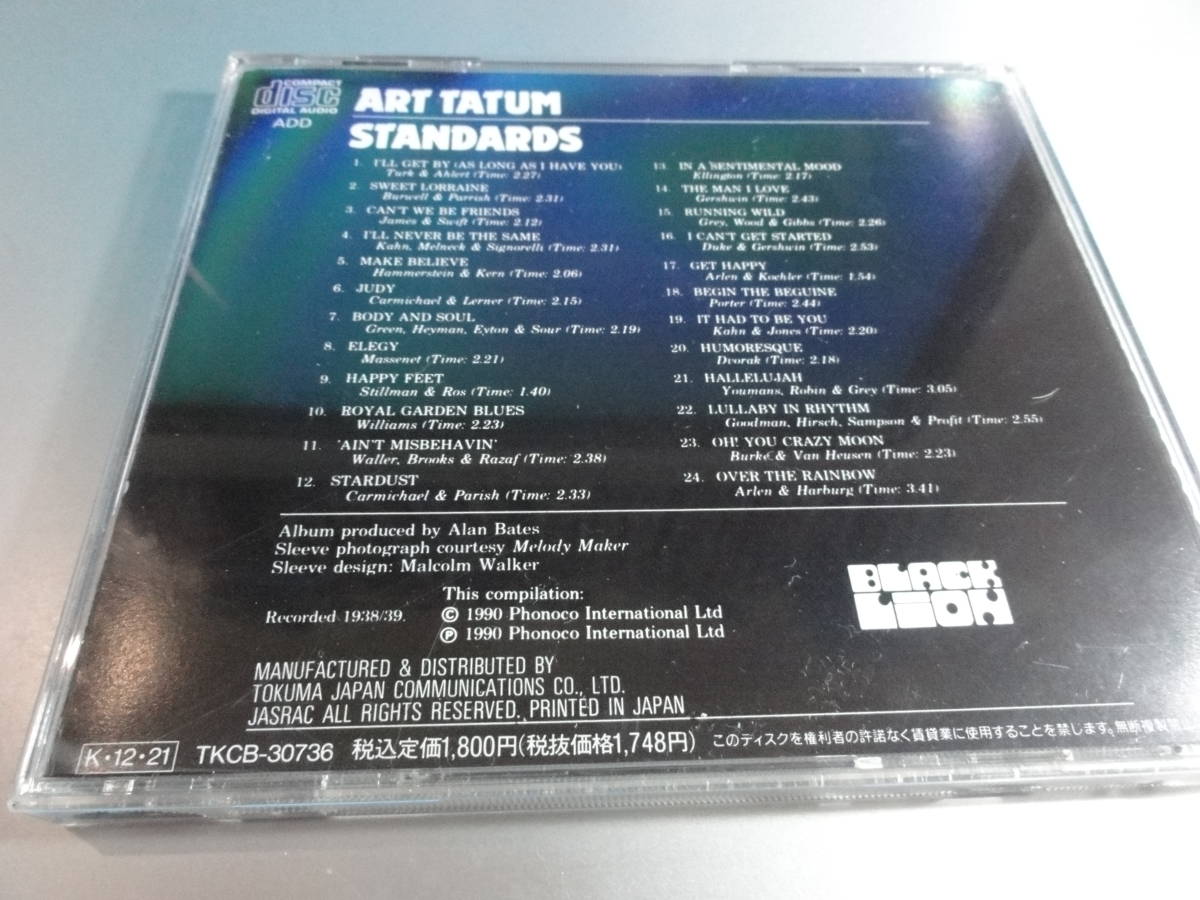 COMPACT
disc
DIGITAL AUDIO
ADD
ART TATUM
STANDARDS
1. I'LL GET BY (AS LONG AS I HAVE YOU)
Turk & Ahlert (Time: 2.27)
2. SWEET LORRAINE
Burwell & Parrish (Time: 2.31)
3. CAN'T WE BE FRIENDS
James & Swift (Time: 2.12)
4. I'LL NEVER BE THE SAME
Kahn, Melneck & Signorelli (Time: 2.31)
5. MAKE BELIEVE
Hammerstein & Kern (Time: 2.06)
6. JUDY
Carmichael & Lerner (Time: 2.15)
7. BODY AND SOUL
Green, Heyman, Eyton & Sour (Time: 2.19)
8. ELEGY
Massenet (Time: 2.21)
9. HAPPY FEET
Stillman & Ros (Time: 1.40)
10. ROYAL GARDEN BLUES
Williams (Time: 2.23)
11. 'AIN'T MISBEHAVIN'
Waller, Brooks & Razaf (Time: 2.38)
12. STARDUST
Carmichael & Parish (Time: 2.33)
13. IN A SENTIMENTAL MOOD
Ellington (Time: 2.17)
14. THE MAN I LOVE
Gershwin (Time: 2.43)
15. RUNNING WILD
Grey, Wood & Gibbs (Time: 2.26)
16. I CAN'T GET STARTED
Duke & Gershwin (Time: 2.53)
17. GET HAPPY
Arlen & Koehler (Time: 1.54)
18. BEGIN THE BEGUINE
Porter (Time: 2.44)
19. IT HAD TO BE YOU
Kahn & Jones (Time: 2.20)
20. HUMORESQUE
Dvorak (Time: 2.18)
21. HALLELUJAH
Youmans, Robin & Grey (Time: 3.05)
22. LULLABY IN RHYTHM
Goodman, Hirsch, Sampson & Profit (Time: 2.55)
23. OH! YOU CRAZY MOON
Burke & Van Heusen (Time: 2.23)
24. OVER THE RAINBOW
Arlen & Harburg (Time: 3.41)
Album produced by Alan Bates
Sleeve photograph courtesy Melody Maker
Sleeve design: Malcolm Walker
This compilation:
Recorded 1938/39. © 1990 Phonoco International Ltd
℗ 1990 Phonoco International Ltd
BLACK
LION
MANUFACTURED & DISTRIBUTED BY
TOKUMA JAPAN COMMUNICATIONS CO., LTD.
JASRAC ALL RIGHTS RESERVED. PRINTED IN JAPAN
K・12・21 TKCB-30736 税込定価1,800円(税抜価格1,748円) このディスクを権利者の許諾なく賃貸業に使用することを禁じます。無断複製禁止